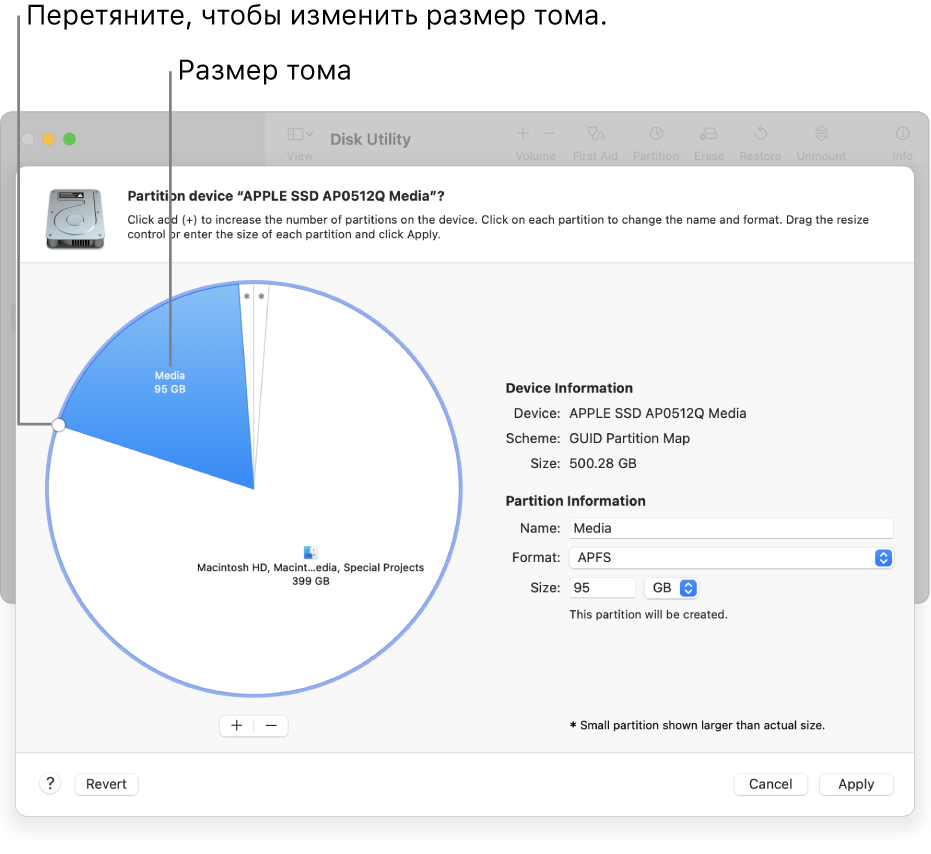 Перетяните, чтобы изменить размер тома.
Размер тома
Disk Utility
View
Volume
First Aid
Partition
Erase
Restore
Unmount
Info
Partition device “APPLE SSD AP0512Q Media”?
Click add (+) to increase the number of partitions on the device. Click on each partition to change the name and format. Drag the resize
control or enter the size of each partition and click Apply.
* *
Media
95 GB
Macintosh HD, Macint...edia, Special Projects
399 GB
+ −
Device Information
Device: APPLE SSD AP0512Q Media
Scheme: GUID Partition Map
Size: 500.28 GB
Partition Information
Name: Media
Format: APFS
Size: 95 GB
This partition will be created.
* Small partition shown larger than actual size.
? Revert
Cancel Apply